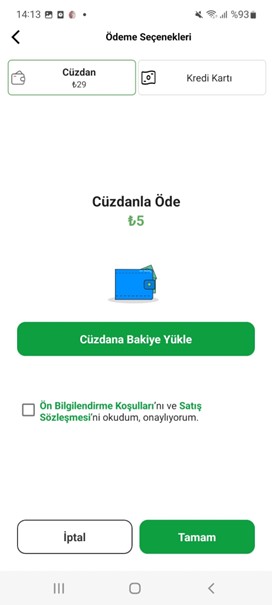 14:13
%93
Ödeme Seçenekleri
Cüzdan
₺29
Kredi Kartı
Cüzdanla Öde
₺5
Cüzdana Bakiye Yükle
Ön Bilgilendirme Koşulları'nı ve Satış
Sözleşmesi'ni okudum, onaylıyorum.
İptal
Tamam